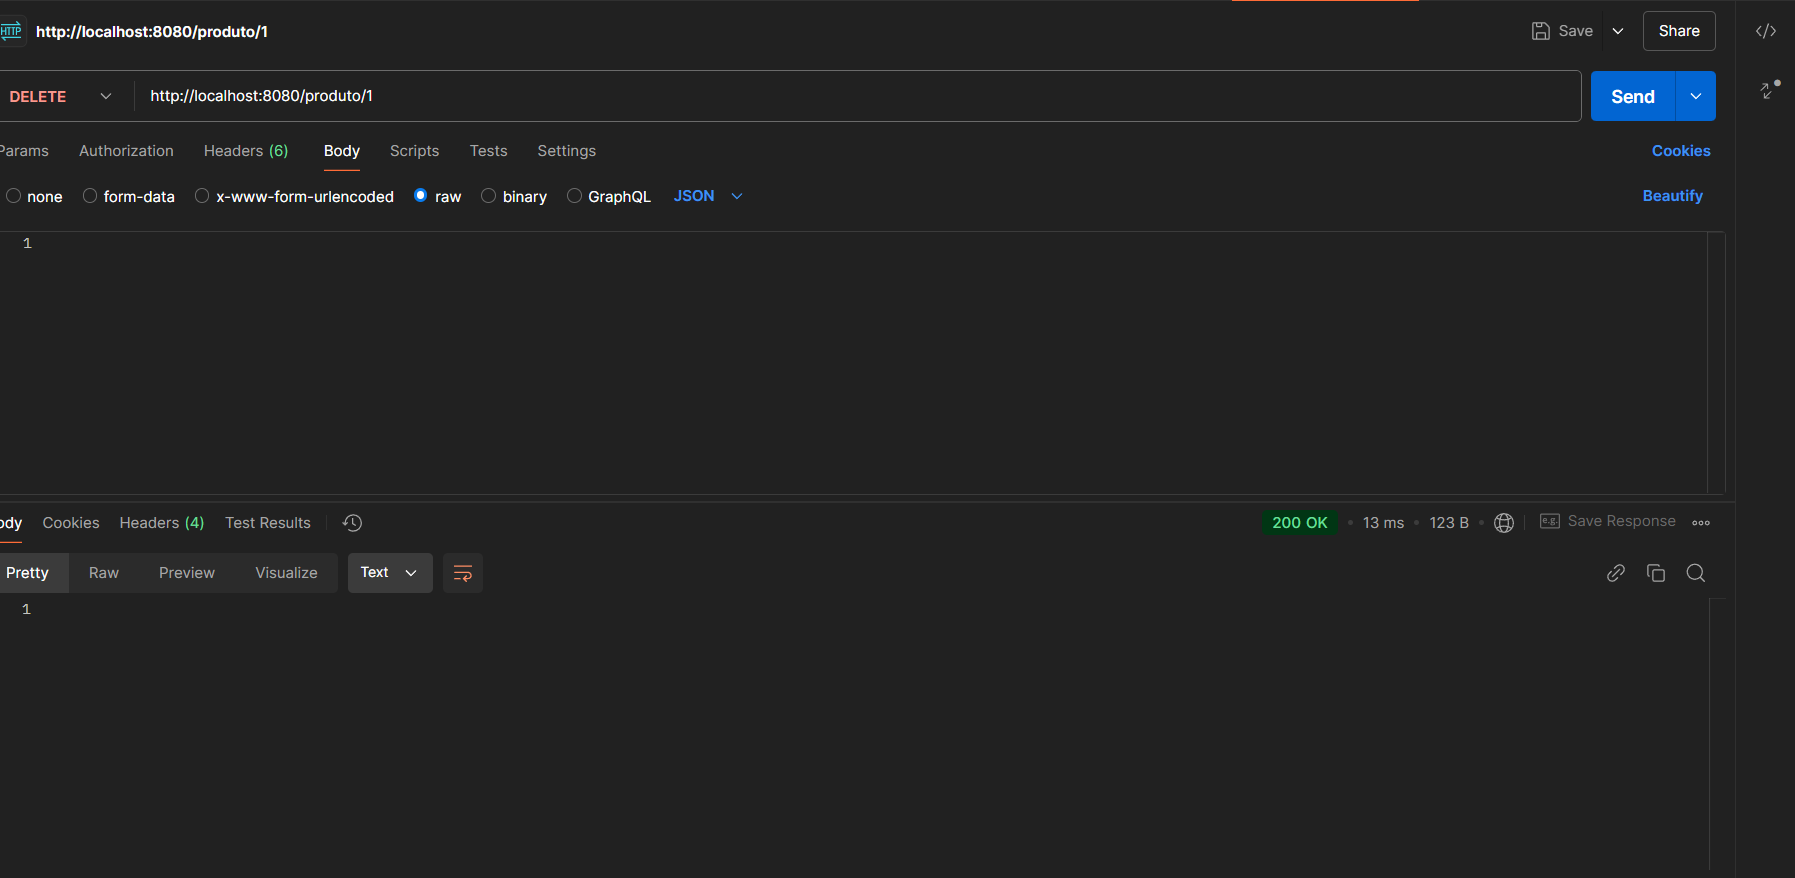 HTTP http://localhost:8080/produto/1 Save Share
DELETE http://localhost:8080/produto/1 Send
Params Authorization Headers (6) Body Scripts Tests Settings Cookies
none form-data x-www-form-urlencoded raw binary GraphQL JSON Beautify
1
ody Cookies Headers (4) Test Results 200 OK • 13 ms • 123 B • e.g. Save Response
Pretty Raw Preview Visualize Text
1